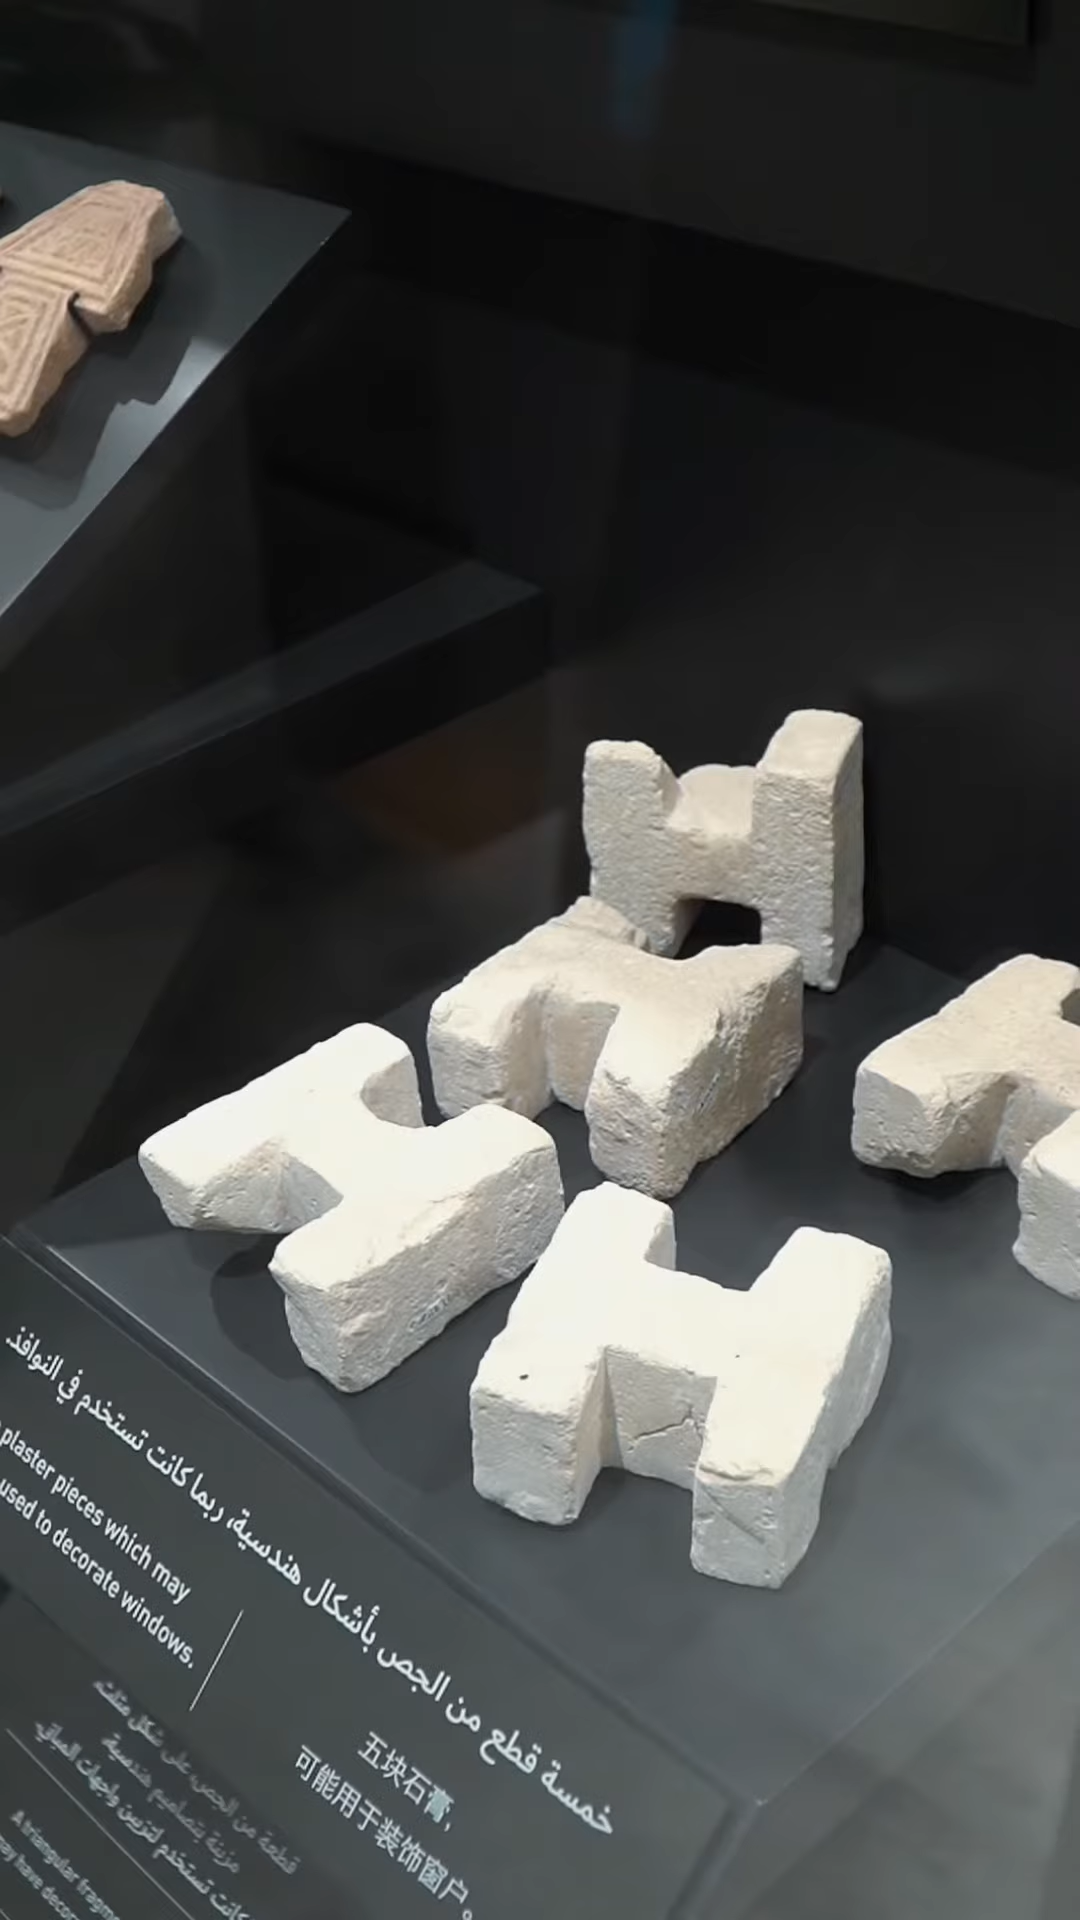 خمسة قطع من الجص بأشكال هندسية، ربما كانت تستخدم في النوافذ.
plaster pieces which may
used to decorate windows.
五块石膏，
可能用于装饰窗户。
قطعة من الجص، على شكل مثلث،
مزينة بتصاميم هندسية
كانت تستخدم لتزيين واجهات المباني
A triangular
may have